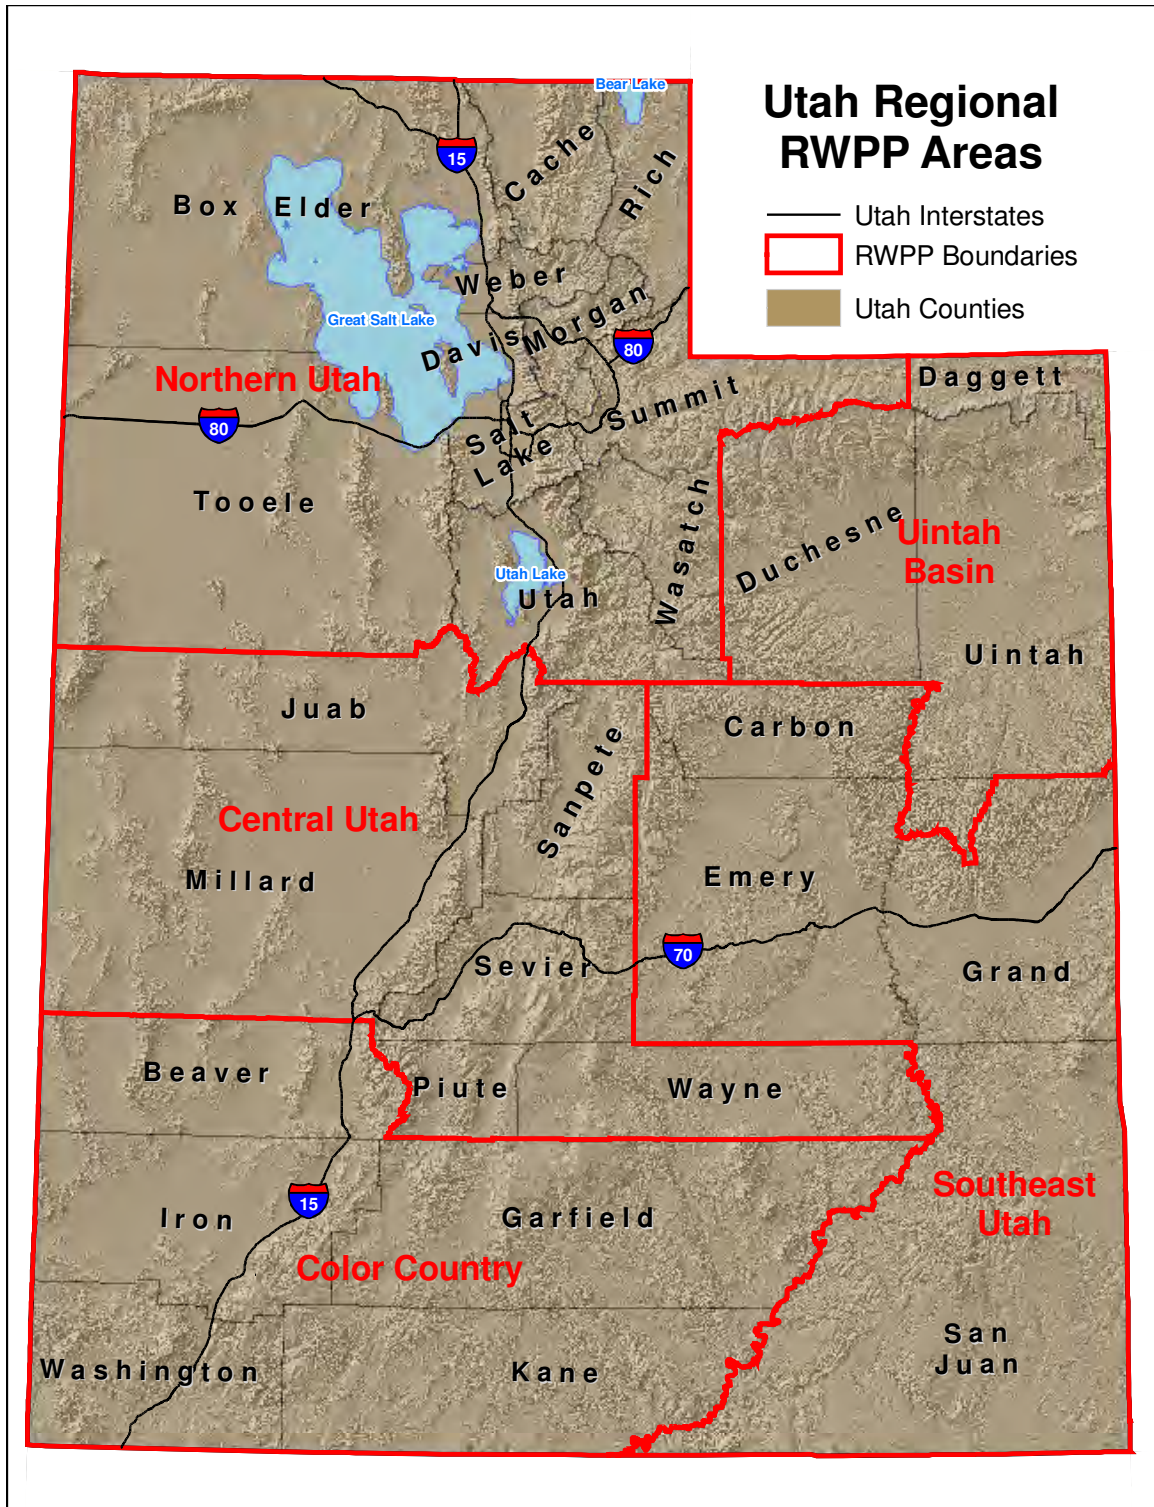 Utah Regional
RWPP Areas
Utah Interstates
RWPP Boundaries
Utah Counties
Bear Lake
15
Cache
Rich
Box Elder
Weber
Great Salt Lake
Davis
Morgan
80
Northern Utah
Daggett
80
Summit
Salt
Lake
Tooele
Wasatch
Duchesne
Uintah
Basin
Utah Lake
Utah
Uintah
Juab
Carbon
Sanpete
Central Utah
Millard
Emery
70
Sevier
Grand
Beaver
Piute
Wayne
Southeast
Utah
15
Iron
Garfield
Color Country
San
Juan
Washington
Kane